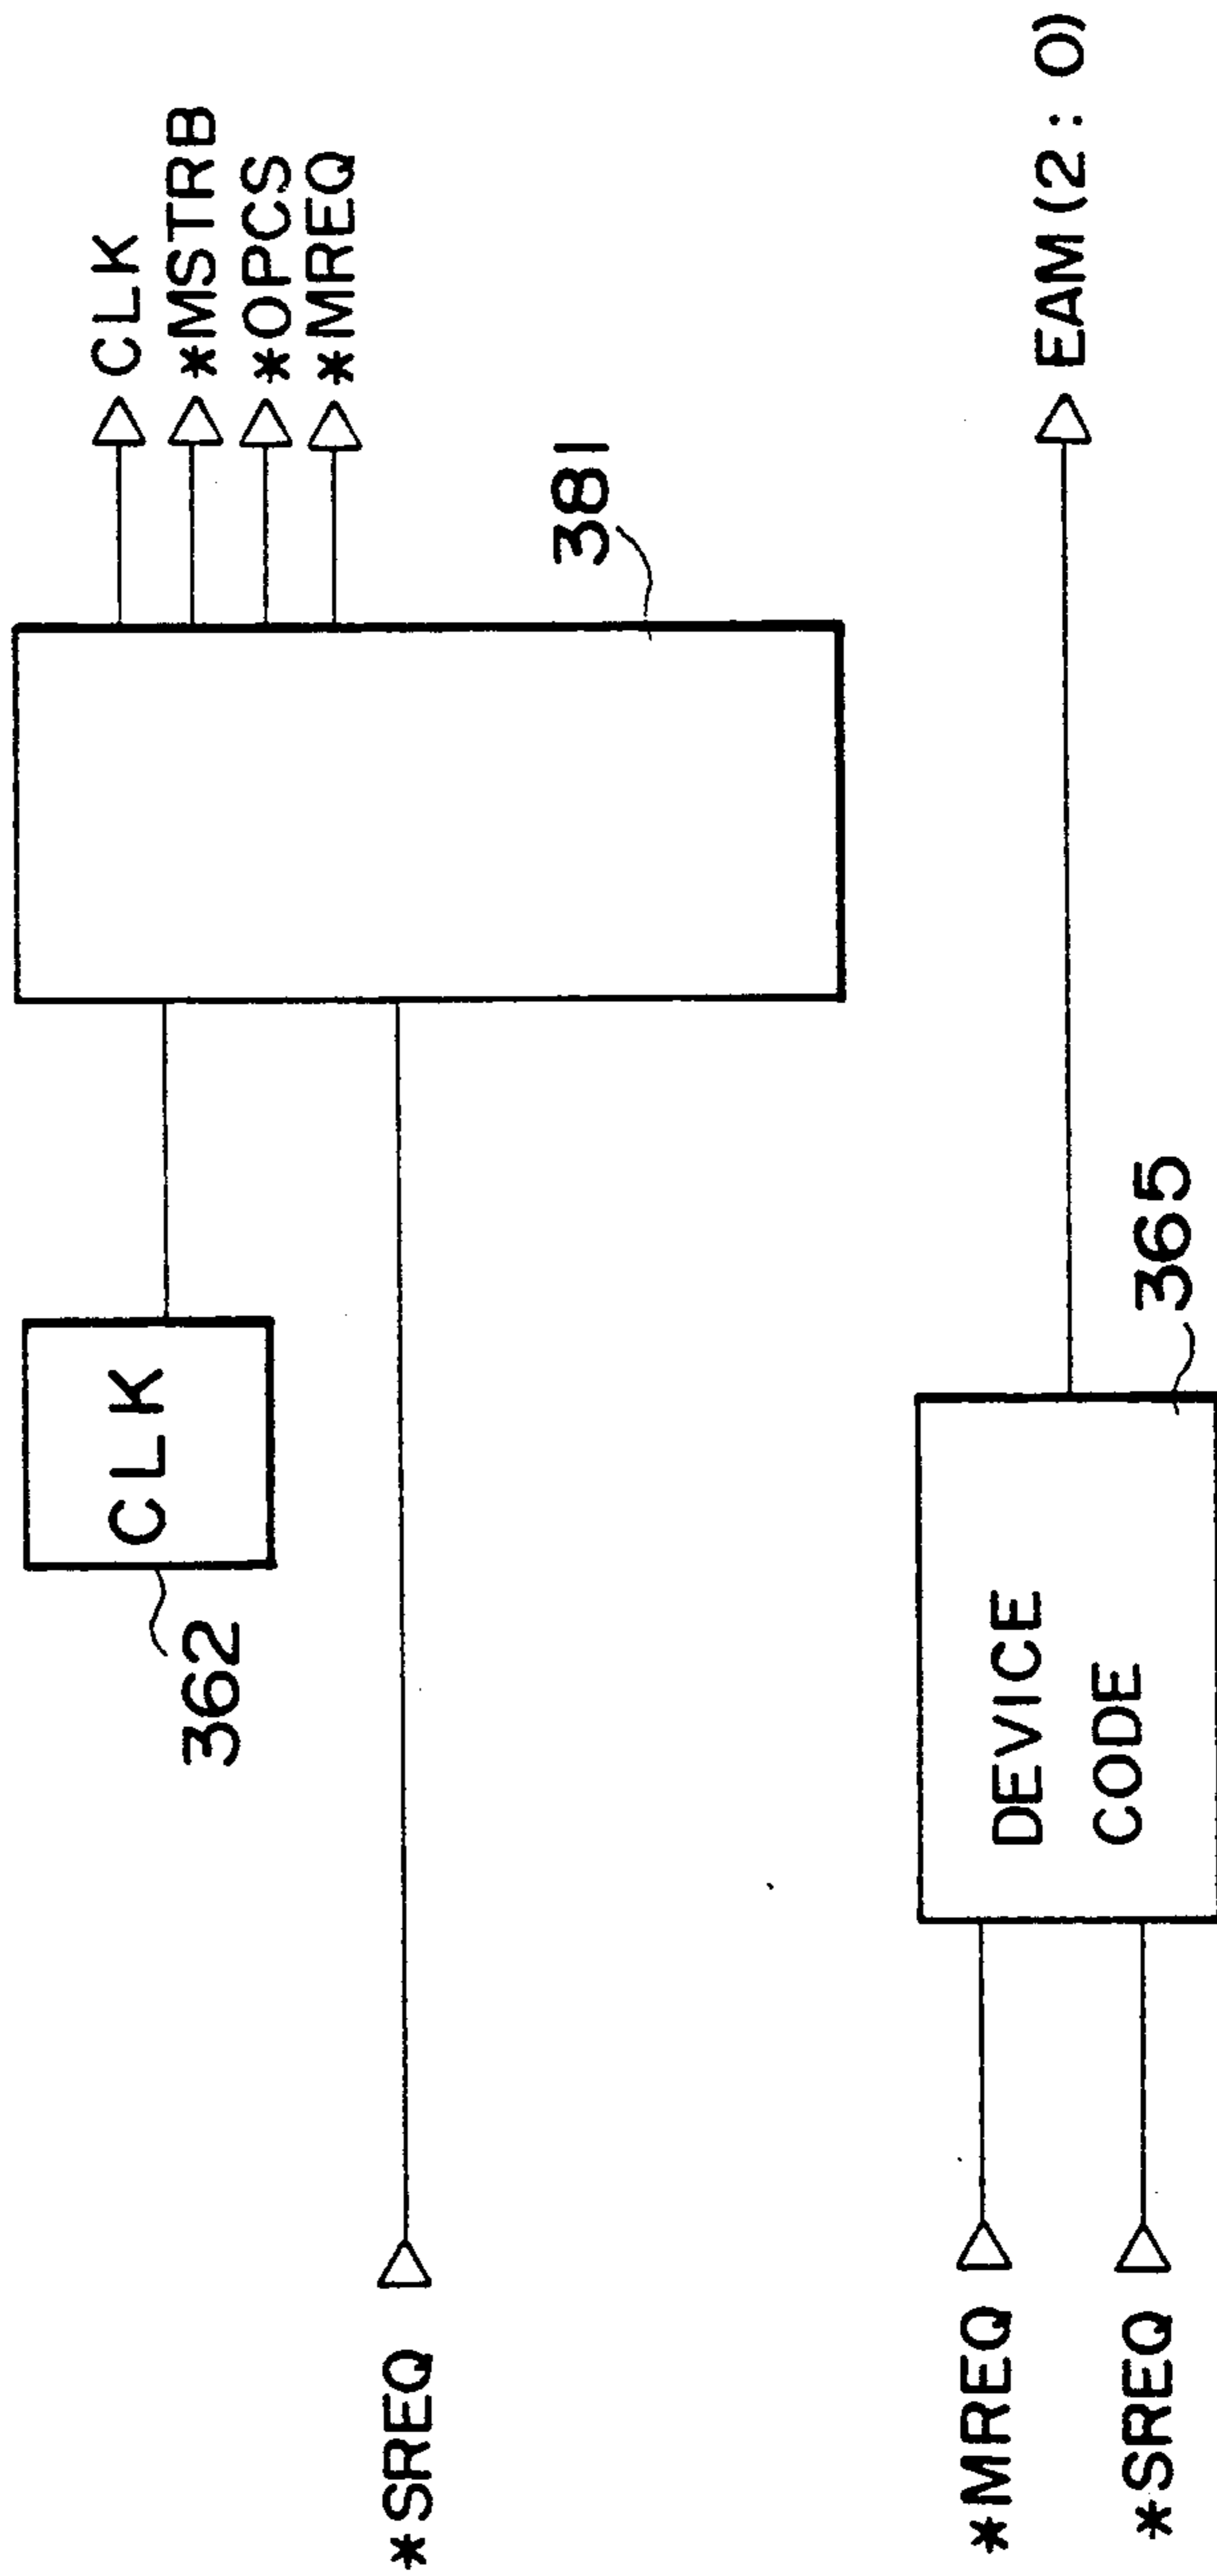 CLK
*MSTRB
*OPCS
*MREQ
CLK
362
381
*SREQ
EAM (2 : 0)
DEVICE
CODE
365
*MREQ
*SREQ